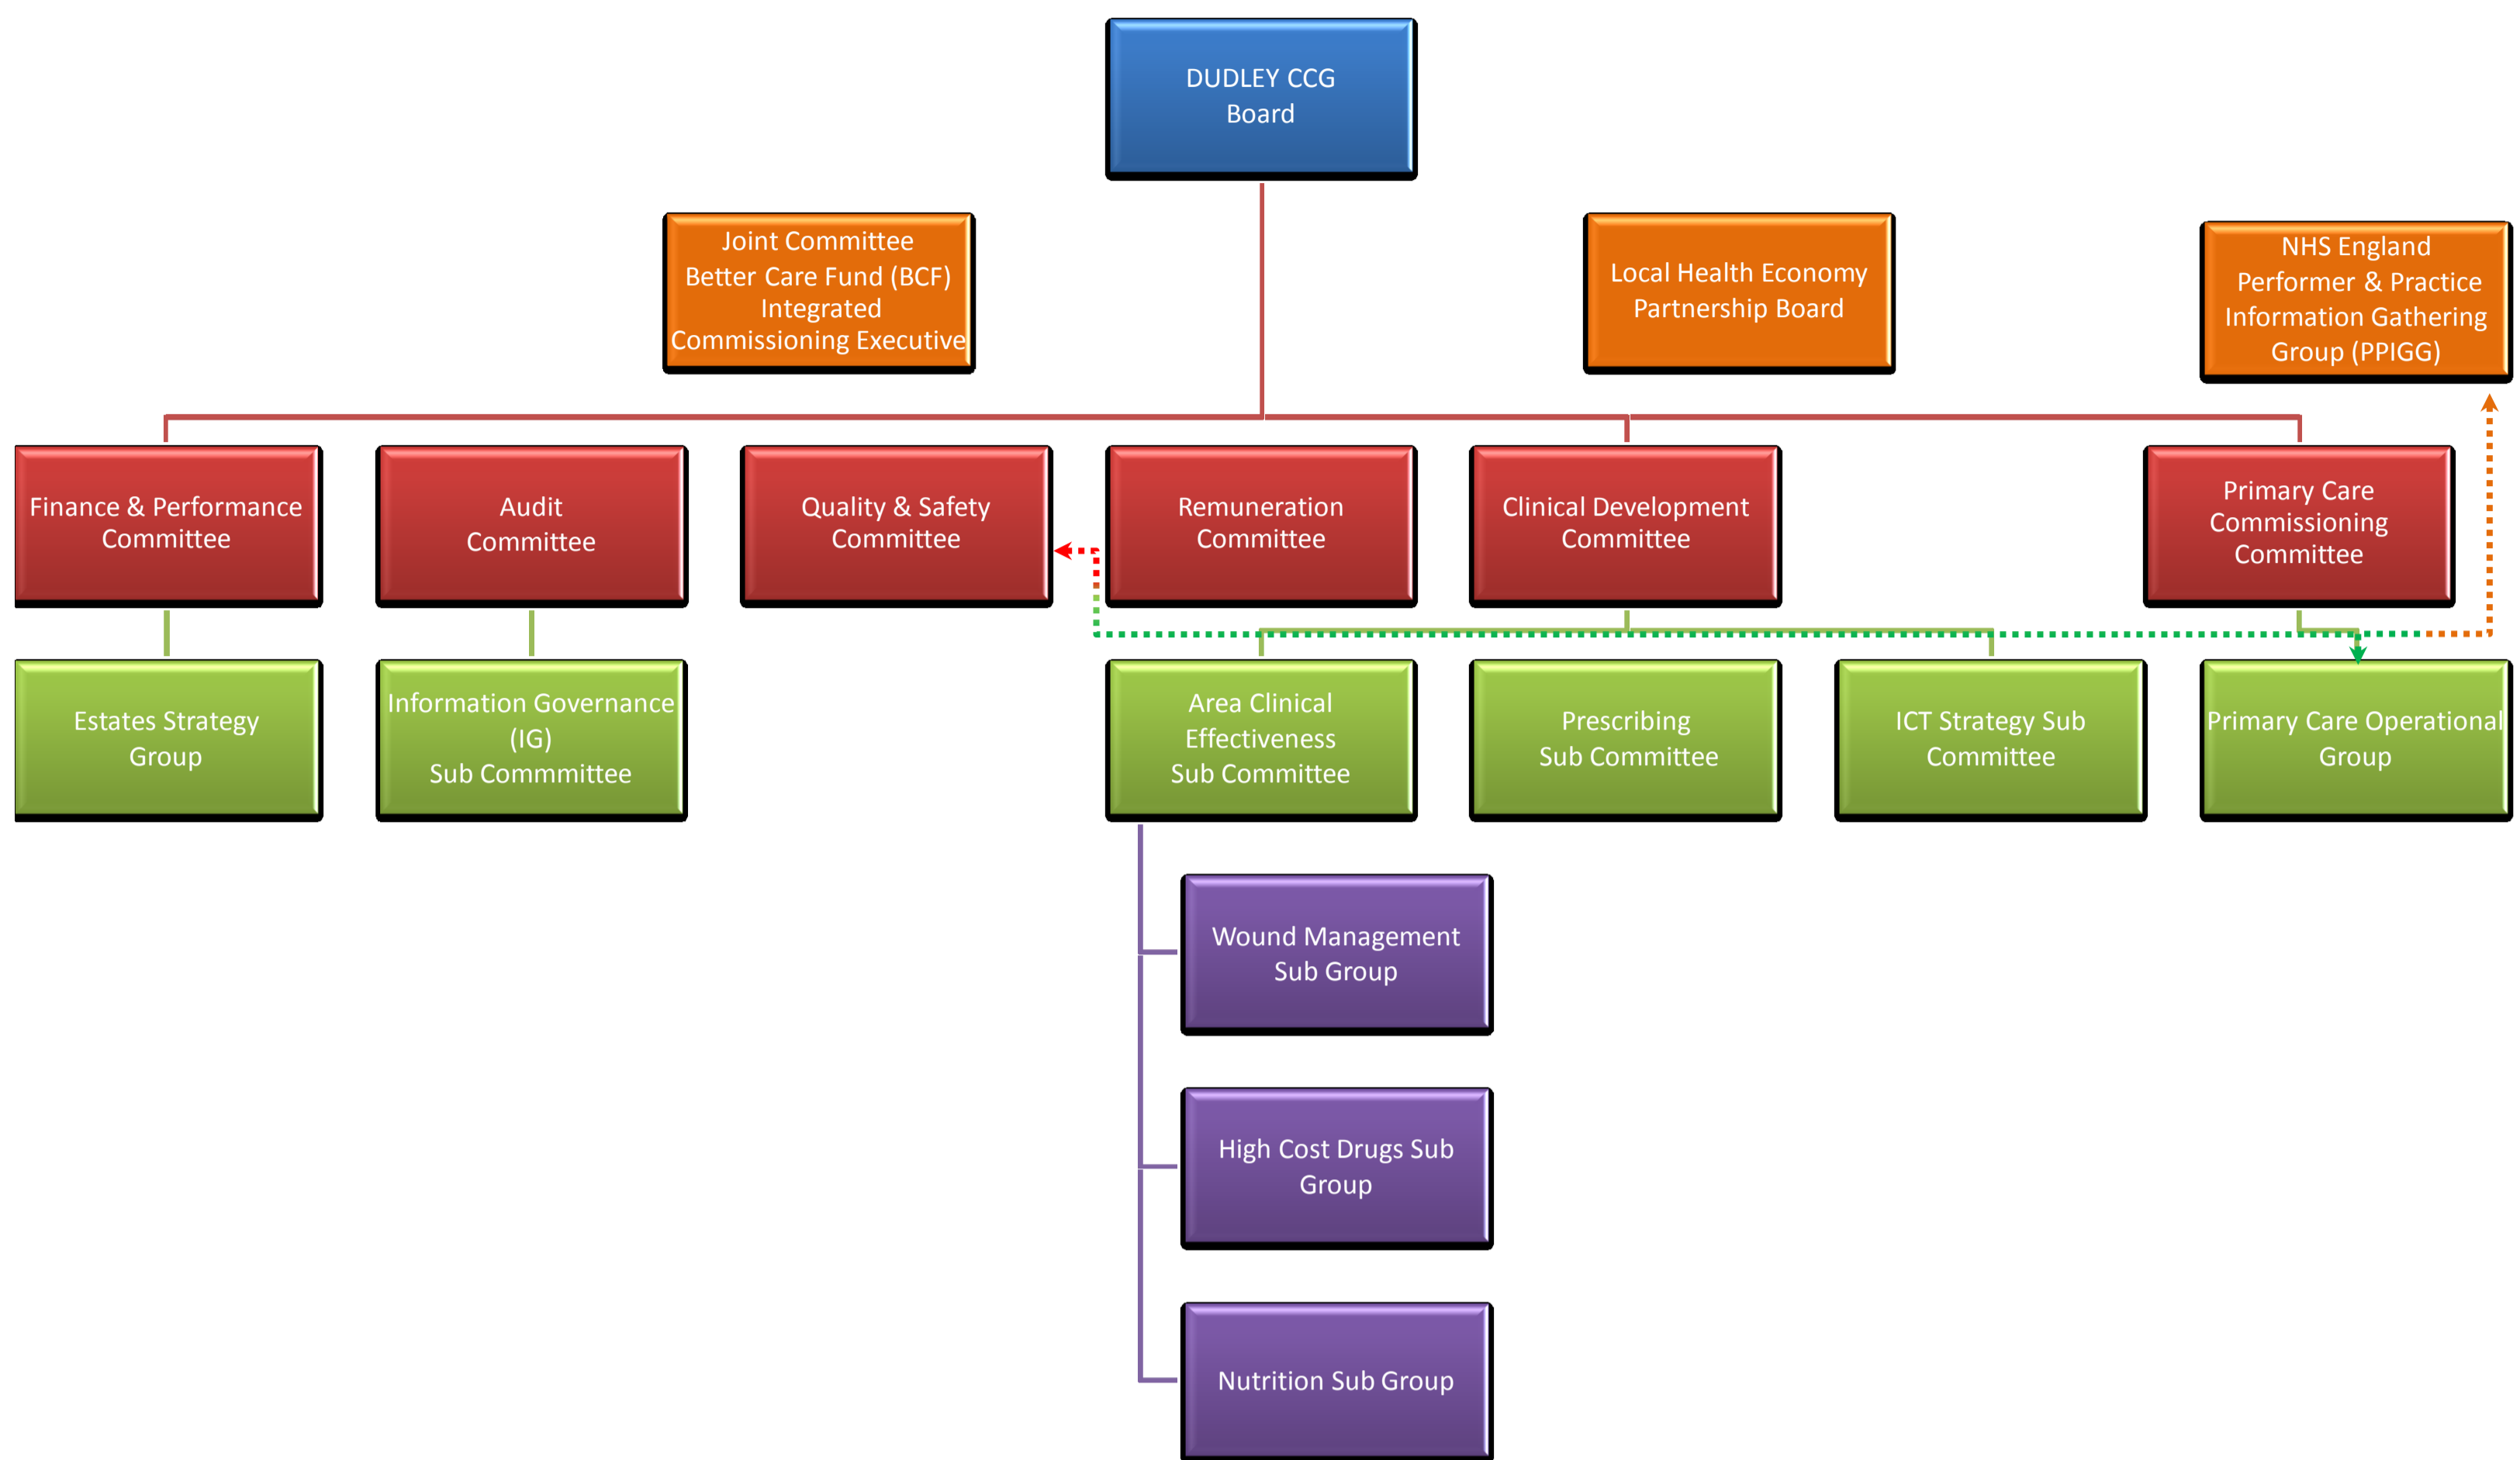 DUDLEY CCG
Board
Joint Committee
Better Care Fund (BCF)
Integrated
Commissioning Executive
Local Health Economy
Partnership Board
NHS England
Performer & Practice
Information Gathering
Group (PPIGG)
Finance & Performance
Committee
Audit
Committee
Quality & Safety
Committee
Remuneration
Committee
Clinical Development
Committee
Primary Care
Commissioning
Committee
Estates Strategy
Group
Information Governance
(IG)
Sub Commmittee
Area Clinical
Effectiveness
Sub Committee
Prescribing
Sub Committee
ICT Strategy Sub
Committee
Primary Care Operational
Group
Wound Management
Sub Group
High Cost Drugs Sub
Group
Nutrition Sub Group